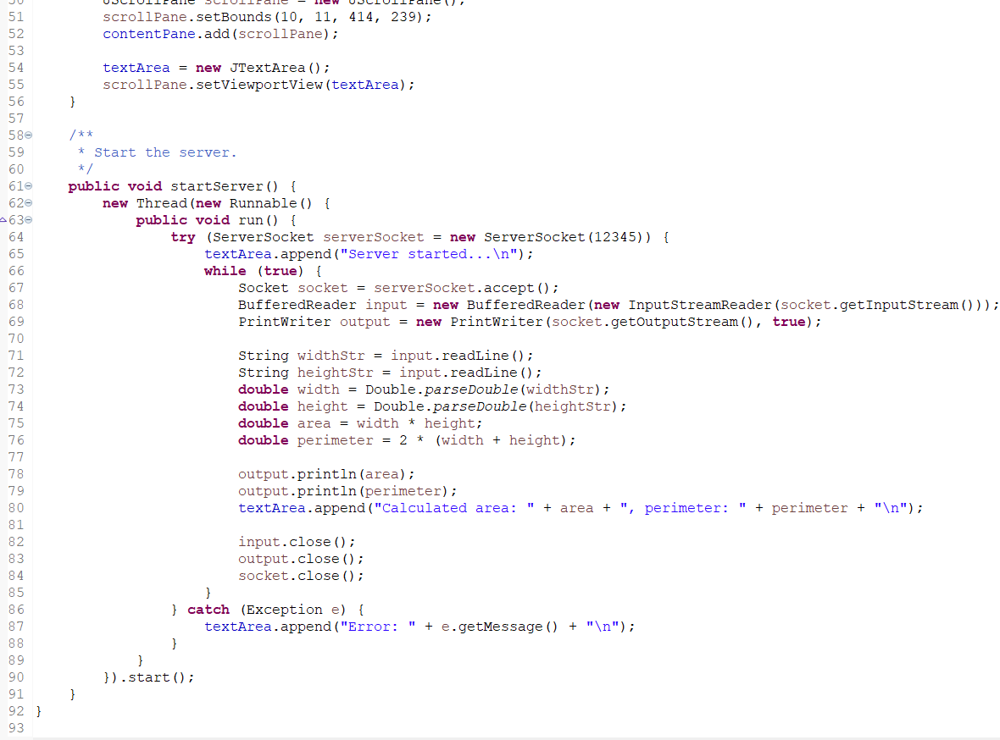 50 JScrollPane scrollPane = new JScrollPane();
51 scrollPane.setBounds(10, 11, 414, 239);
52 contentPane.add(scrollPane);
53
54 textArea = new JTextArea();
55 scrollPane.setViewportView(textArea);
56 }
57
58 /**
59 * Start the server.
60 */
61 public void startServer() {
62 new Thread(new Runnable() {
63 public void run() {
64 try (ServerSocket serverSocket = new ServerSocket(12345)) {
65 textArea.append("Server started...\n");
66 while (true) {
67 Socket socket = serverSocket.accept();
68 BufferedReader input = new BufferedReader(new InputStreamReader(socket.getInputStream()));
69 PrintWriter output = new PrintWriter(socket.getOutputStream(), true);
70
71 String widthStr = input.readLine();
72 String heightStr = input.readLine();
73 double width = Double.parseDouble(widthStr);
74 double height = Double.parseDouble(heightStr);
75 double area = width * height;
76 double perimeter = 2 * (width + height);
77
78 output.println(area);
79 output.println(perimeter);
80 textArea.append("Calculated area: " + area + ", perimeter: " + perimeter + "\n");
81
82 input.close();
83 output.close();
84 socket.close();
85 }
86 } catch (Exception e) {
87 textArea.append("Error: " + e.getMessage() + "\n");
88 }
89 }
90 }).start();
91 }
92 }
93